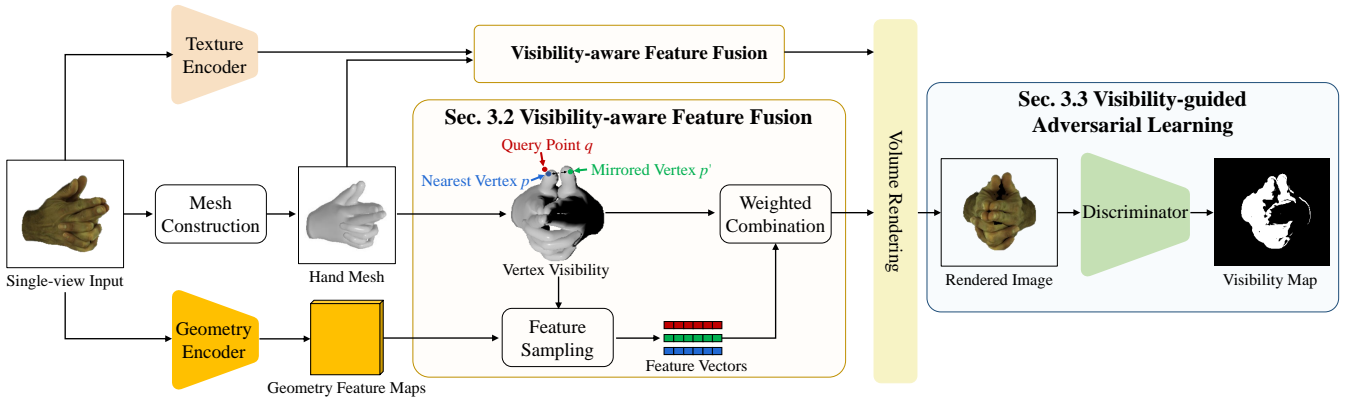 Texture
Encoder
Visibility-aware Feature Fusion
Sec. 3.2 Visibility-aware Feature Fusion
Query Point q
Nearest Vertex p
Mirrored Vertex p'
Vertex Visibility
Mesh
Construction
Single-view Input
Hand Mesh
Weighted
Combination
Geometry
Encoder
Geometry Feature Maps
Feature
Sampling
Feature Vectors
Volume Rendering
Sec. 3.3 Visibility-guided
Adversarial Learning
Rendered Image
Discriminator
Visibility Map